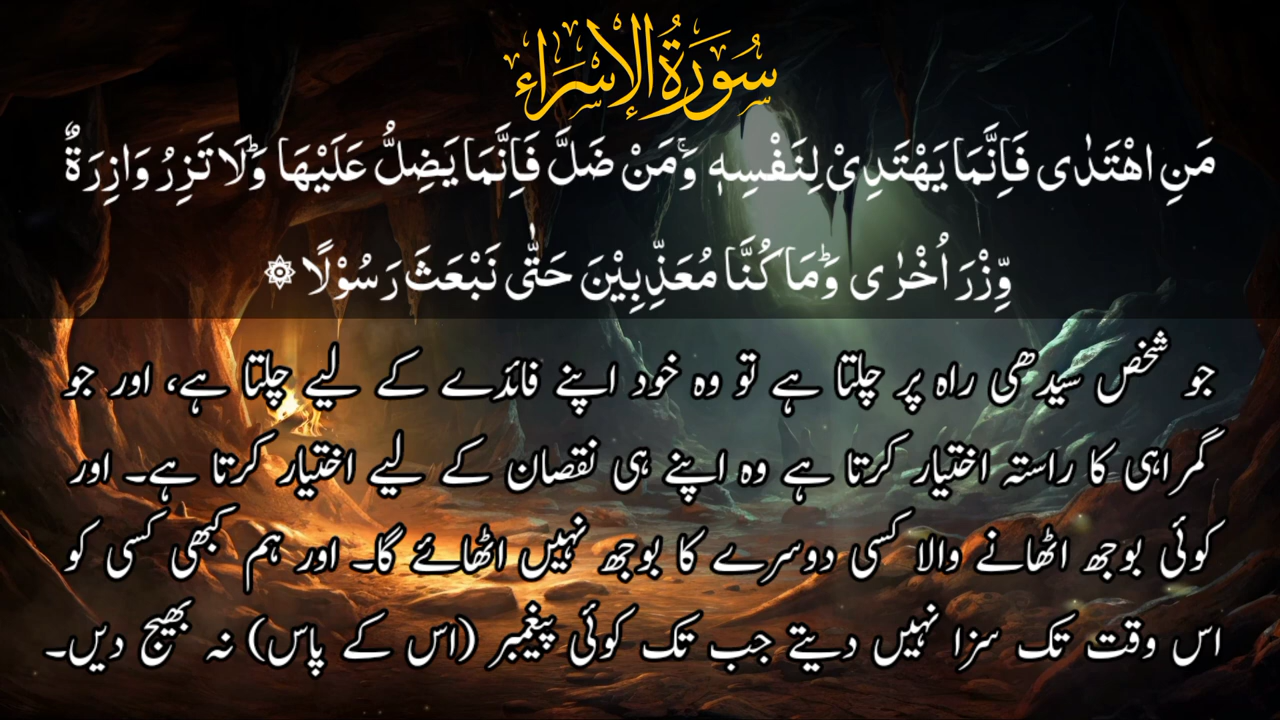 سُوْرَةُ الْإِسْرَاء
مَنِ اهْتَدٰى فَاِنَّمَا يَهْتَدِىْ لِنَفْسِهٖ ۚ وَمَنْ ضَلَّ فَاِنَّمَا يَضِلُّ عَلَيْهَا ؕ وَلَا تَزِرُ وَازِرَةٌ
وِّزْرَ اُخْرٰى ؕ وَمَا كُنَّا مُعَذِّبِيْنَ حَتّٰى نَبْعَثَ رَسُوْلًا ۞
جو شخص سیدھی راہ پر چلتا ہے تو وہ خود اپنے فائدے کے لیے چلتا ہے، اور جو
گمراہی کا راستہ اختیار کرتا ہے وہ اپنے ہی نقصان کے لیے اختیار کرتا ہے۔ اور
کوئی بوجھ اٹھانے والا کسی دوسرے کا بوجھ نہیں اٹھائے گا۔ اور ہم کبھی کسی کو
اس وقت تک سزا نہیں دیتے جب تک کوئی پیغمبر (اس کے پاس) نہ بھیج دیں۔